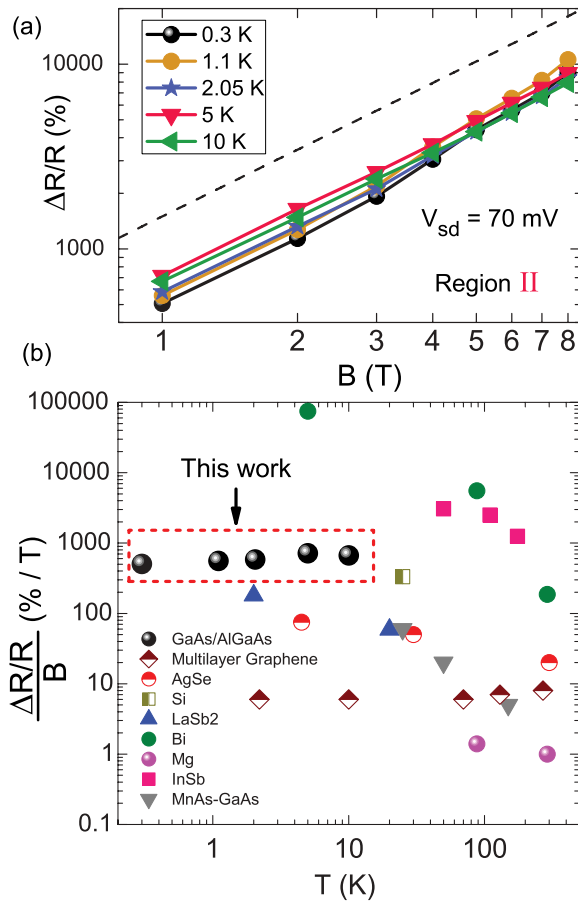 (a)
ΔR/R (%)
10000
1000
0.3 K
1.1 K
2.05 K
5 K
10 K
V_sd = 70 mV
Region II
1 2 3 4 5 6 7 8
B (T)
(b)
ΔR/R
B
(% / T)
100000
10000
1000
100
10
1
0.1
This work
GaAs/AlGaAs
Multilayer Graphene
AgSe
Si
LaSb2
Bi
Mg
InSb
MnAs-GaAs
1 10 100
T (K)